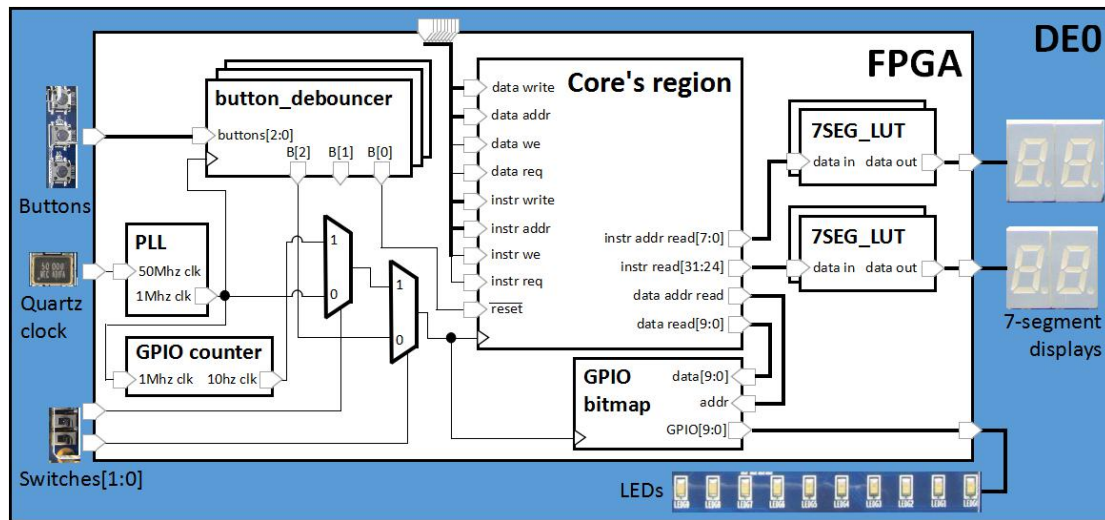 DE0
FPGA
button_debouncer
buttons[2:0]
B[2]
B[1]
B[0]
Buttons
PLL
50Mhz clk
1Mhz clk
Quartz
clock
GPIO counter
1Mhz clk
10hz clk
Switches[1:0]
1
0
1
0
Core's region
data write
data addr
data we
data req
instr write
instr addr
instr we
instr req
reset
instr addr read[7:0]
instr read[31:24]
data addr read
data read[9:0]
7SEG_LUT
data in
data out
7SEG_LUT
data in
data out
7-segment
displays
GPIO
bitmap
data[9:0]
addr
GPIO[9:0]
LEDs